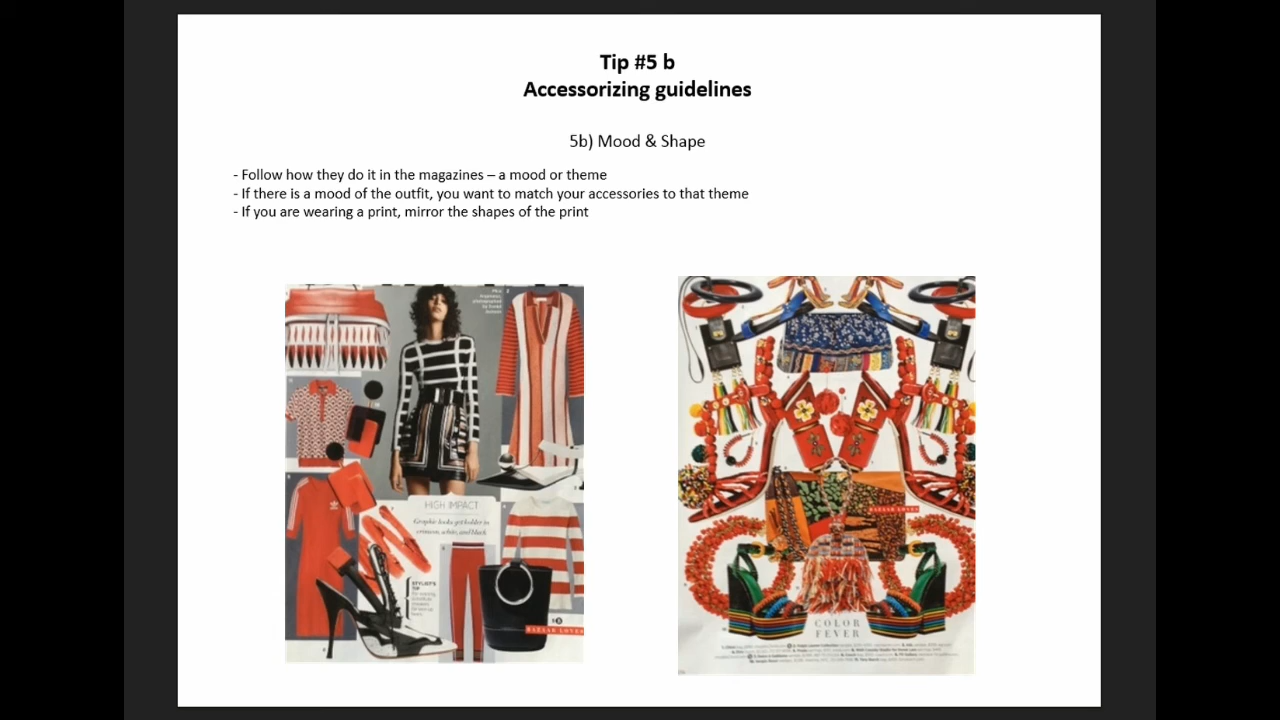 Tip #5 b
Accessorizing guidelines
5b) Mood & Shape
- Follow how they do it in the magazines – a mood or theme
- If there is a mood of the outfit, you want to match your accessories to that theme
- If you are wearing a print, mirror the shapes of the print
HIGH IMPACT
Graphic looks get bolder in
crimson, white, and black.
STYLIST'S
TIP
BAZAAR LOVES
BAZAAR LOVES
COLOR
FEVER